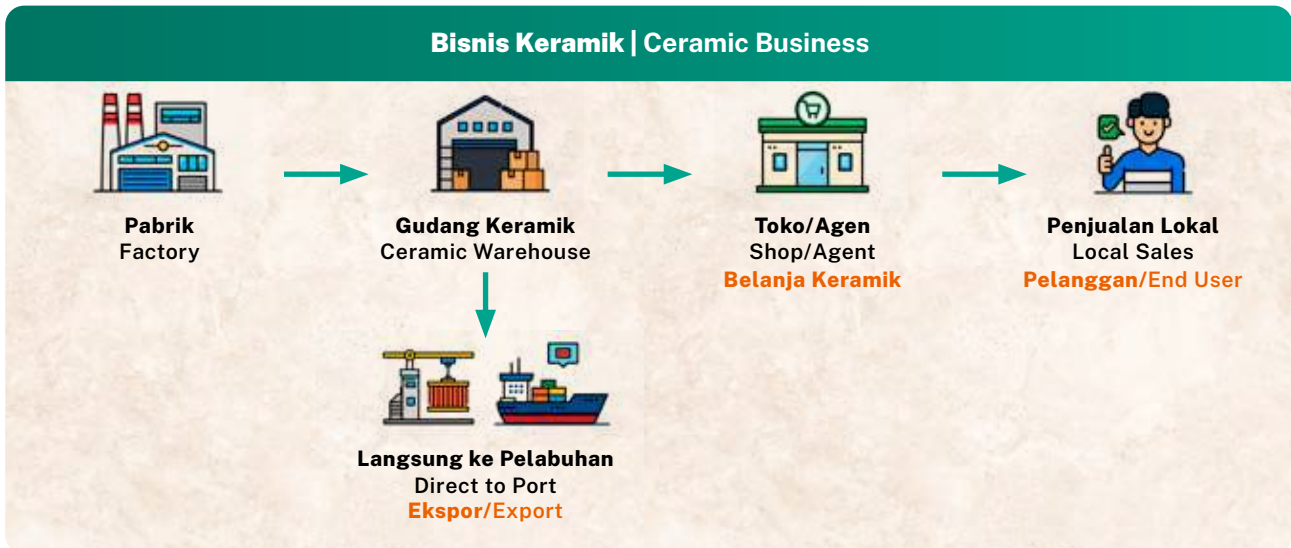 Bisnis Keramik | Ceramic Business
Pabrik
Factory
Gudang Keramik
Ceramic Warehouse
Toko/Agen
Shop/Agent
Belanja Keramik
Penjualan Lokal
Local Sales
Pelanggan/End User
Langsung ke Pelabuhan
Direct to Port
Ekspor/Export